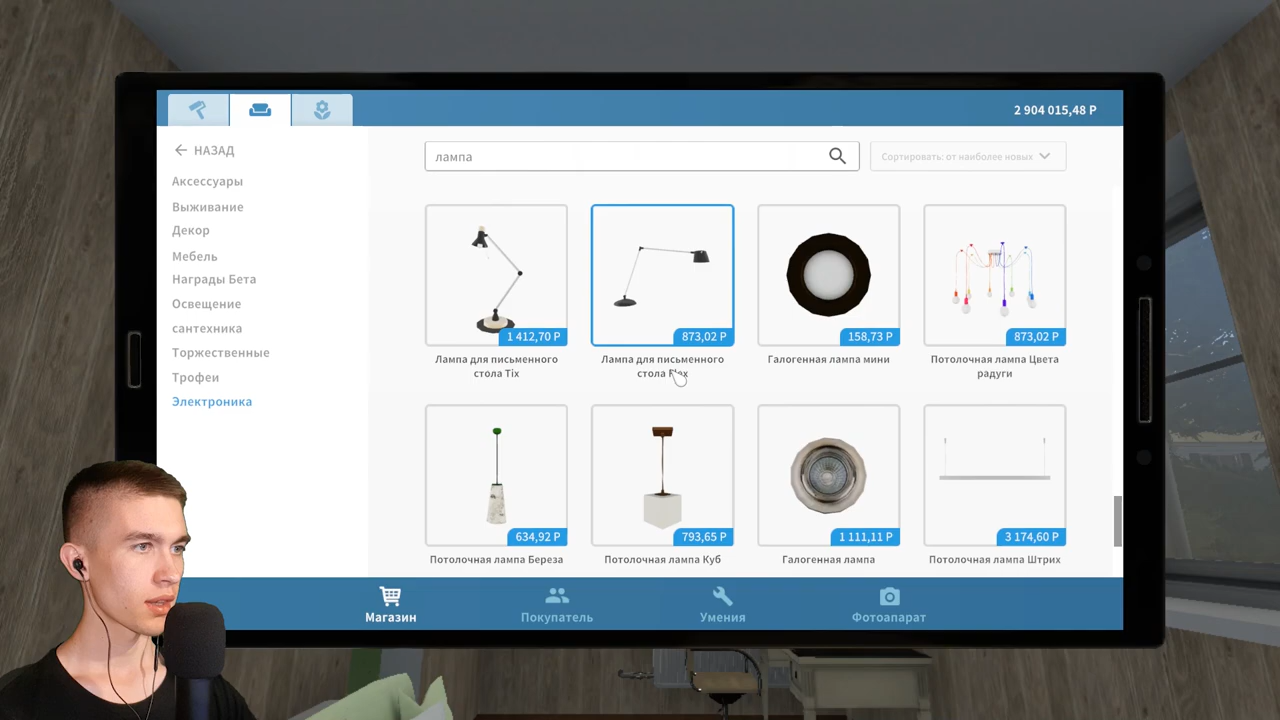 2 904 015,48 Р
НАЗАД
лампа
Сортировать: от наиболее новых
Аксессуары
Выживание
Декор
Мебель
Награды Бета
Освещение
сантехника
Торжественные
Трофеи
Электроника
1 412,70 Р
873,02 Р
158,73 Р
873,02 Р
Лампа для письменного
стола Tix
Лампа для письменного
стола
Галогенная лампа мини
Потолочная лампа Цвета
радуги
634,92 Р
793,65 Р
1 111,11 Р
3 174,60 Р
Потолочная лампа Береза
Потолочная лампа Куб
Галогенная лампа
Потолочная лампа Штрих
Магазин
Покупатель
Умения
Фотоаппарат